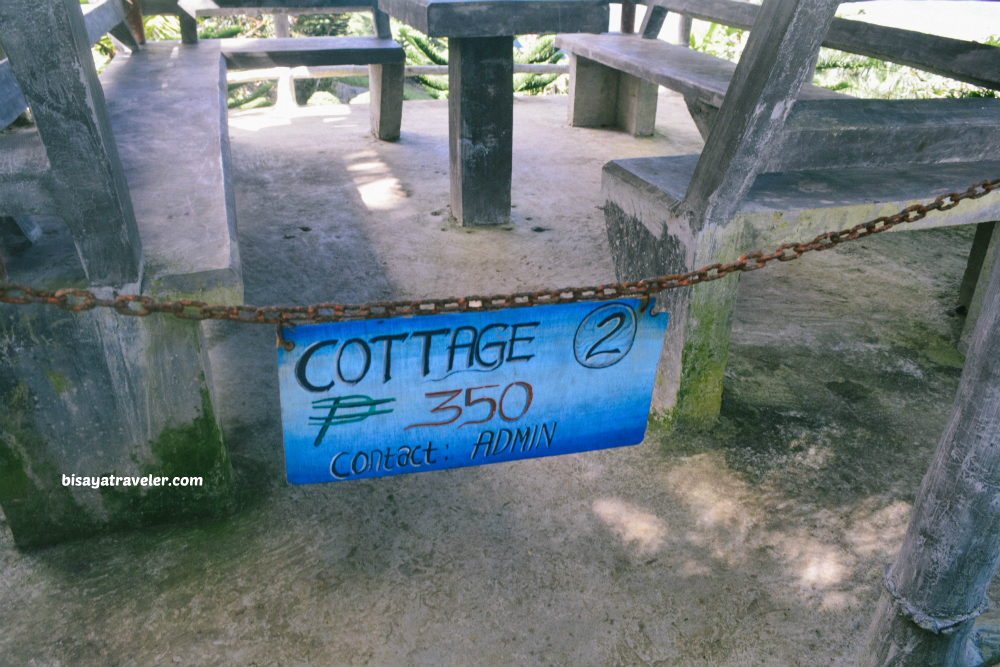 COTTAGE 2
₱ 350
Contact: ADMIN
bisayatraveler.com